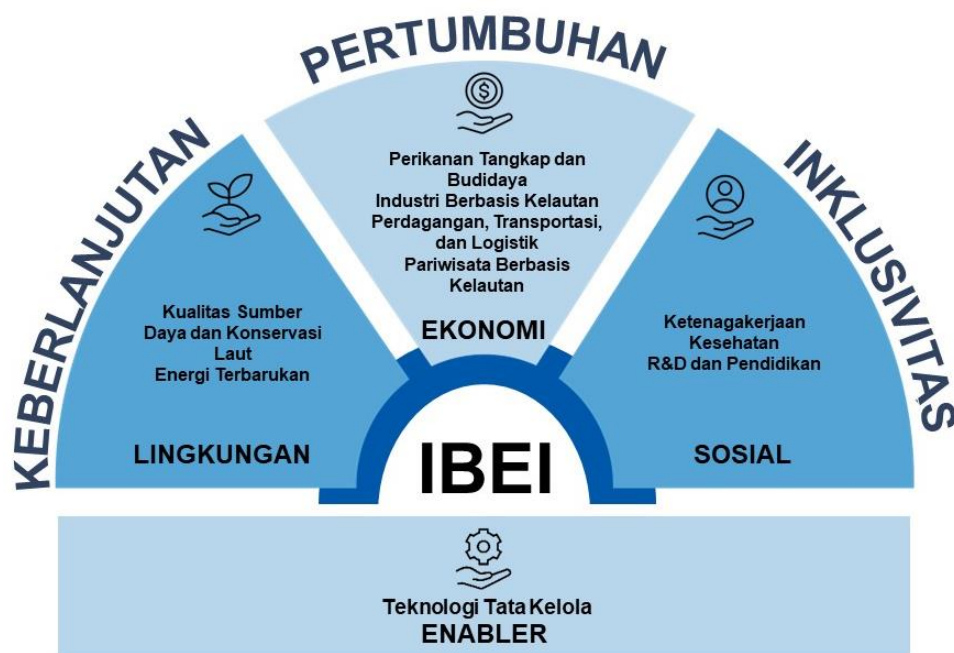 PERTUMBUHAN
KEBERLANJUTAN
INKLUSIVITAS
Perikanan Tangkap dan
Budidaya
Industri Berbasis Kelautan
Perdagangan, Transportasi,
dan Logistik
Pariwisata Berbasis
Kelautan
EKONOMI
Kualitas Sumber
Daya dan Konservasi
Laut
Energi Terbarukan
LINGKUNGAN
Ketenagakerjaan
Kesehatan
R&D dan Pendidikan
SOSIAL
IBEI
Teknologi Tata Kelola
ENABLER